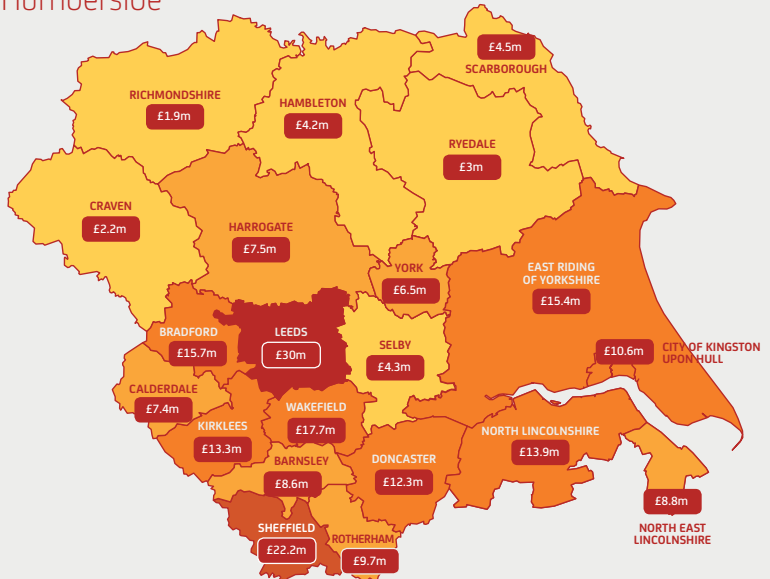 Humberside
£4.5m
SCARBOROUGH
RICHMONDSHIRE
£1.9m
HAMBLETON
£4.2m
RYEDALE
£3m
CRAVEN
£2.2m
HARROGATE
£7.5m
YORK
£6.5m
EAST RIDING
OF YORKSHIRE
£15.4m
BRADFORD
£15.7m
LEEDS
£30m
SELBY
£4.3m
£10.6m
CITY OF KINGSTON
UPON HULL
CALDERDALE
£7.4m
KIRKLEES
£13.3m
WAKEFIELD
£17.7m
BARNSLEY
£8.6m
DONCASTER
£12.3m
NORTH LINCOLNSHIRE
£13.9m
£8.8m
NORTH EAST
LINCOLNSHIRE
SHEFFIELD
£22.2m
ROTHERHAM
£9.7m